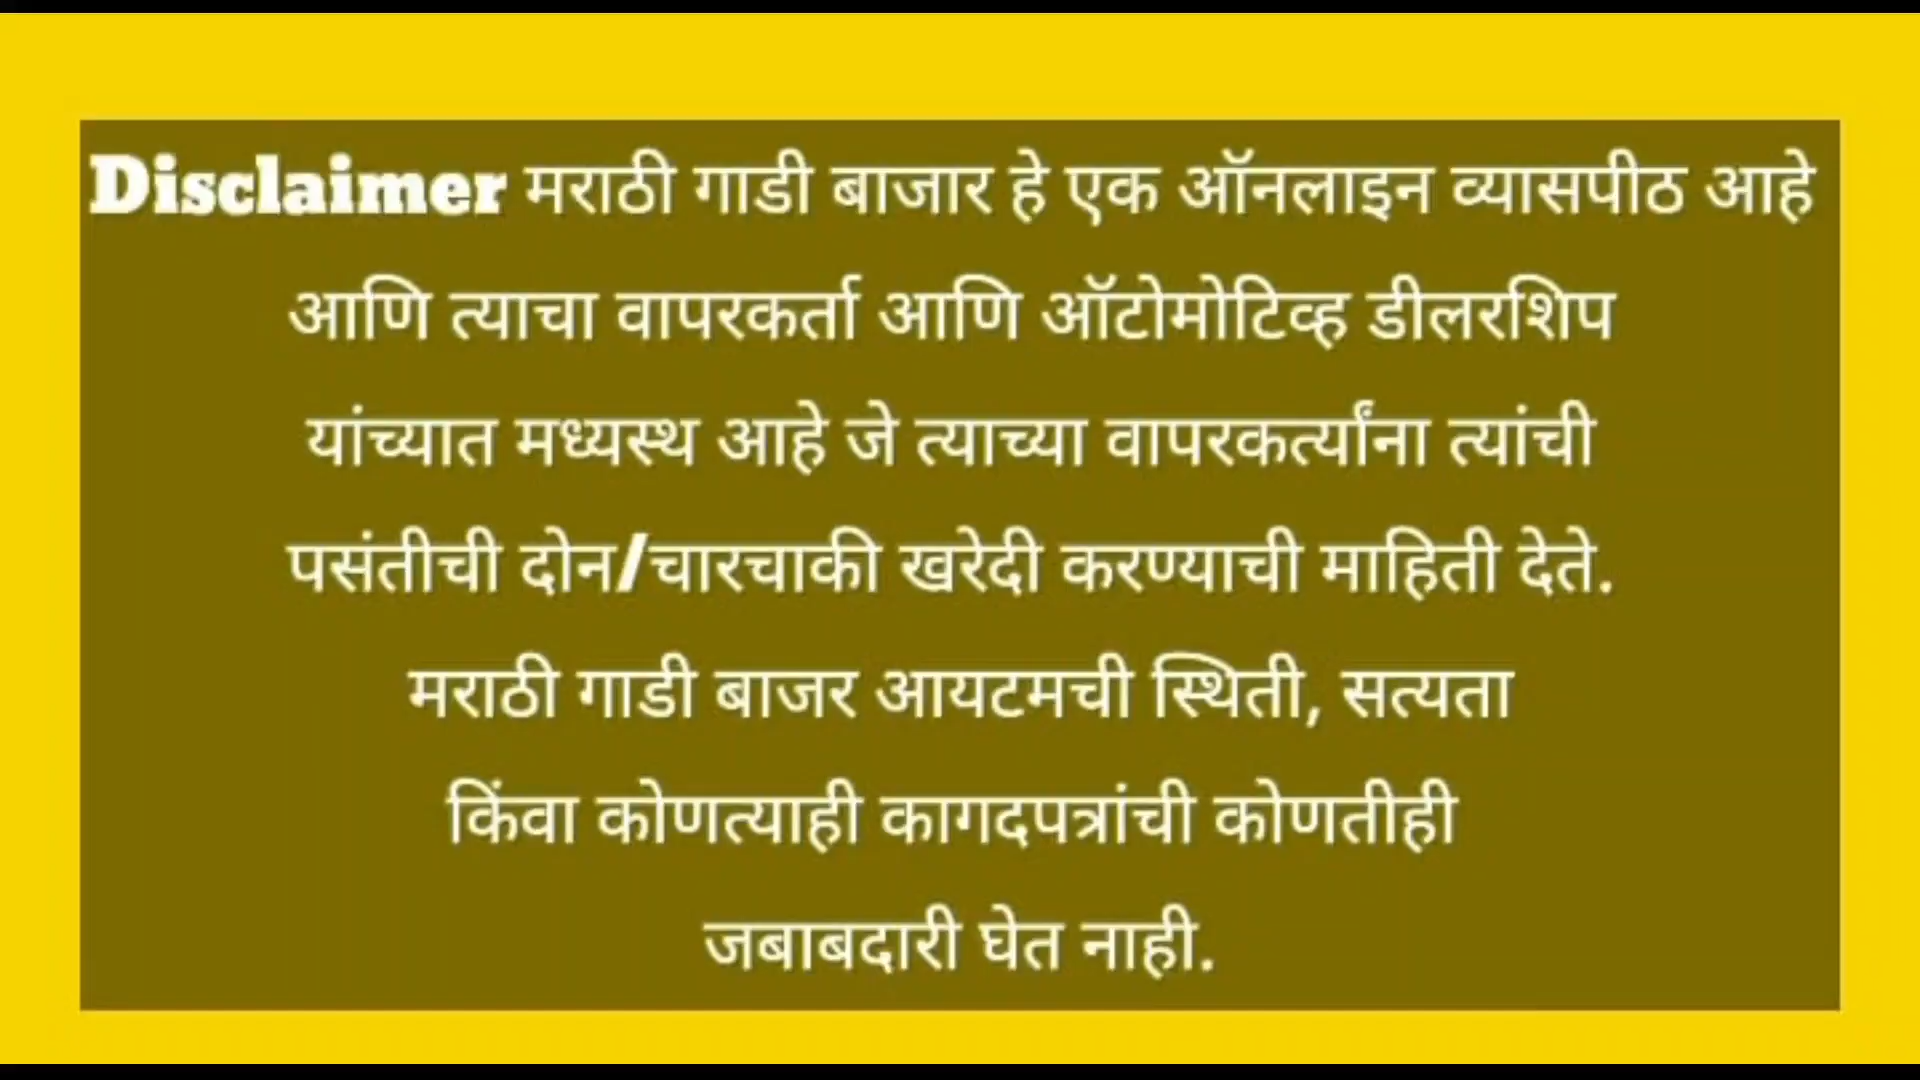 Disclaimer मराठी गाडी बाजार हे एक ऑनलाइन व्यासपीठ आहे
आणि त्याचा वापरकर्ता आणि ऑटोमोटिव्ह डीलरशिप
यांच्यात मध्यस्थ आहे जे त्याच्या वापरकर्त्यांना त्यांची
पसंतीची दोन/चारचाकी खरेदी करण्याची माहिती देते.
मराठी गाडी बाजर आयटमची स्थिती, सत्यता
किंवा कोणत्याही कागदपत्रांची कोणतीही
जबाबदारी घेत नाही.